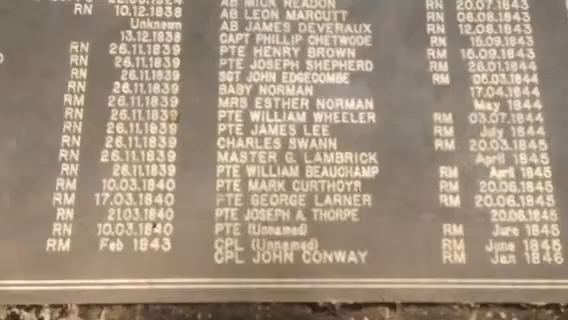 AB MICK READON RN 20.07.1843
RN 10.12.1838 AB LEON MARCUTT RN 06.08.1843
Unknown AB JAMES DEVERAUX RN 12.08.1843
13.12.1838 CAPT PHILLIP CHETWODE RN 15.09.1843
RN 26.11.1839 PTE HENRY BROWN RM 16.09.1843
RN 26.11.1839 PTE JOSEPH SHEPHERD RM 26.01.1844
RN 26.11.1839 SGT JOHN EDGECOMBE RM 05.03.1844
RN 26.11.1839 BABY NORMAN 17.04.1844
RM 26.11.1839 MRS ESTHER NORMAN May 1844
RN 26.11.1839 PTE WILLIAM WHEELER RM 03.07.1844
RN 26.11.1839 PTE JAMES LEE RM July 1844
RN 26.11.1839 CHARLES SWANN RM 20.03.1845
RN 26.11.1839 MASTER G. LAMBRICK April 1845
RN 26.11.1839 PTE WILLIAM BEAUCHAMP RM April 1845
RM 10.03.1840 PTE MARK CURTHOYS RM 20.06.1845
RM 17.03.1840 PTE GEORGE LARNER RM 20.06.1845
RN 21.03.1840 PTE JOSEPH A. THORPE 20.06.1845
RN 10.03.1840 PTE (Unnamed) RM June 1845
RM Feb 1843 CPL (Unnamed) RM June 1845
CPL JOHN CONWAY RM Jan 1846